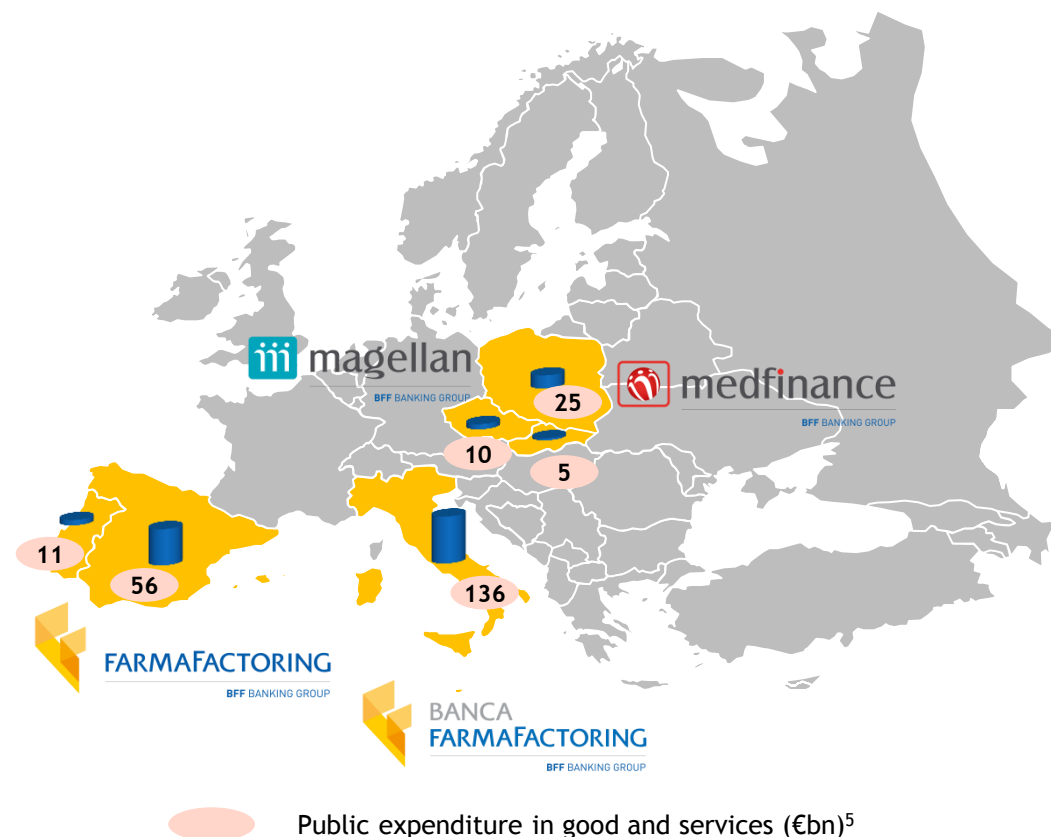 magellan
BFF BANKING GROUP
medfinance
BFF BANKING GROUP
25
10
5
11
56
136
FARMAFACTORING
BFF BANKING GROUP
BANCA
FARMAFACTORING
BFF BANKING GROUP
Public expenditure in good and services (€bn)5